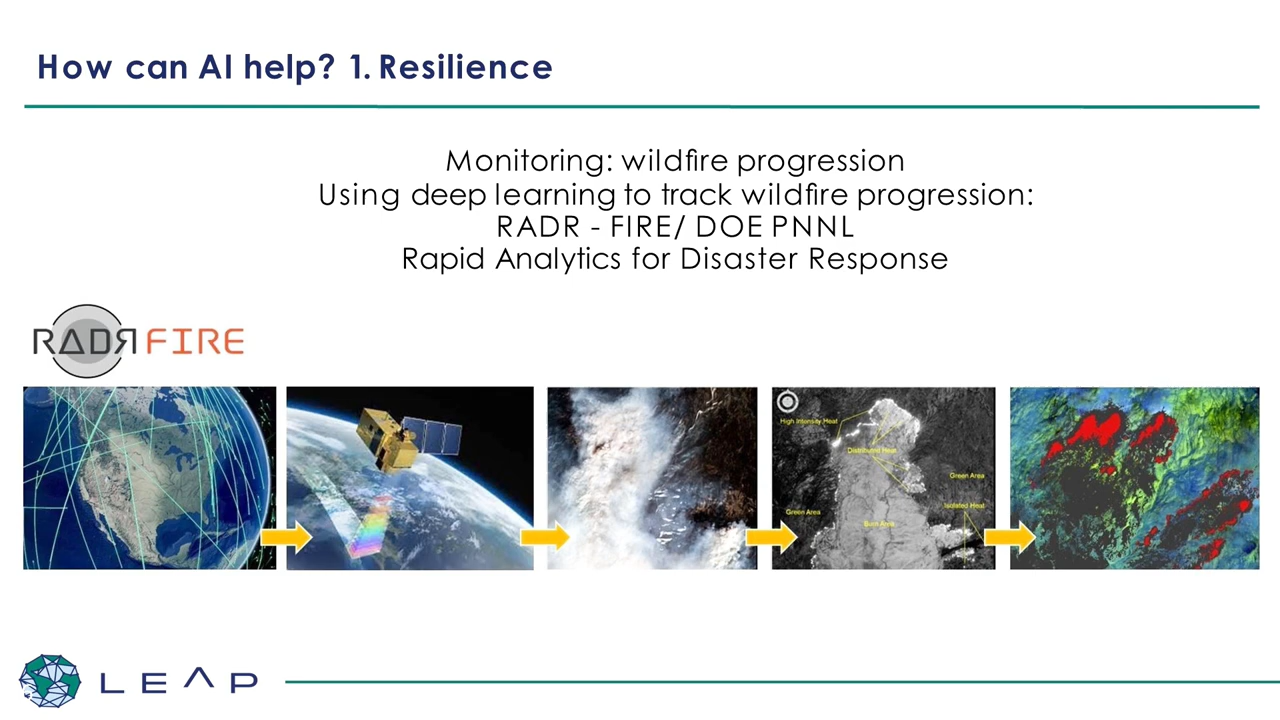 How can AI help? 1. Resilience
Monitoring: wildfire progression
Using deep learning to track wildfire progression:
RADR - FIRE/ DOE PNNL
Rapid Analytics for Disaster Response
RADR FIRE
High Intensity Heat
Distributed Heat
Green Area
Isolated Heat
Green Area
Burn Area
LEAP